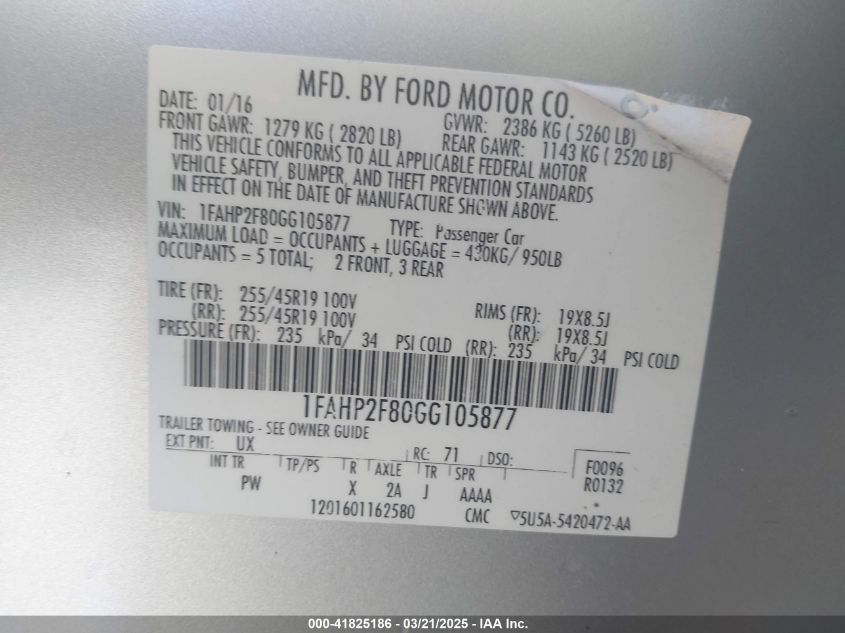 MFD. BY FORD MOTOR CO.
DATE: 01/16 GVWR: 2386 KG ( 5260 LB)
FRONT GAWR: 1279 KG ( 2820 LB) REAR GAWR: 1143 KG ( 2520 LB)
THIS VEHICLE CONFORMS TO ALL APPLICABLE FEDERAL MOTOR
VEHICLE SAFETY, BUMPER, AND THEFT PREVENTION STANDARDS
IN EFFECT ON THE DATE OF MANUFACTURE SHOWN ABOVE.
VIN: 1FAHP2F80GG105877 TYPE: Passenger Car
MAXIMUM LOAD = OCCUPANTS + LUGGAGE = 430KG/ 950LB
OCCUPANTS = 5 TOTAL; 2 FRONT, 3 REAR
TIRE (FR): 255/45R19 100V RIMS (FR): 19X8.5J
(RR): 255/45R19 100V (RR): 19X8.5J
PRESSURE (FR): 235 kPa/ 34 PSI COLD (RR): 235 kPa/ 34 PSI COLD
1FAHP2F80GG105877
TRAILER TOWING - SEE OWNER GUIDE
EXT PNT: UX RC: 71 DSO: F0096
INT TR TP/PS R AXLE TR SPR R0132
PW X 2A J AAAA
1201601162580 CMC ▽5U5A-5420472-AA
000-41825186 — 03/21/2025 — IAA Inc.